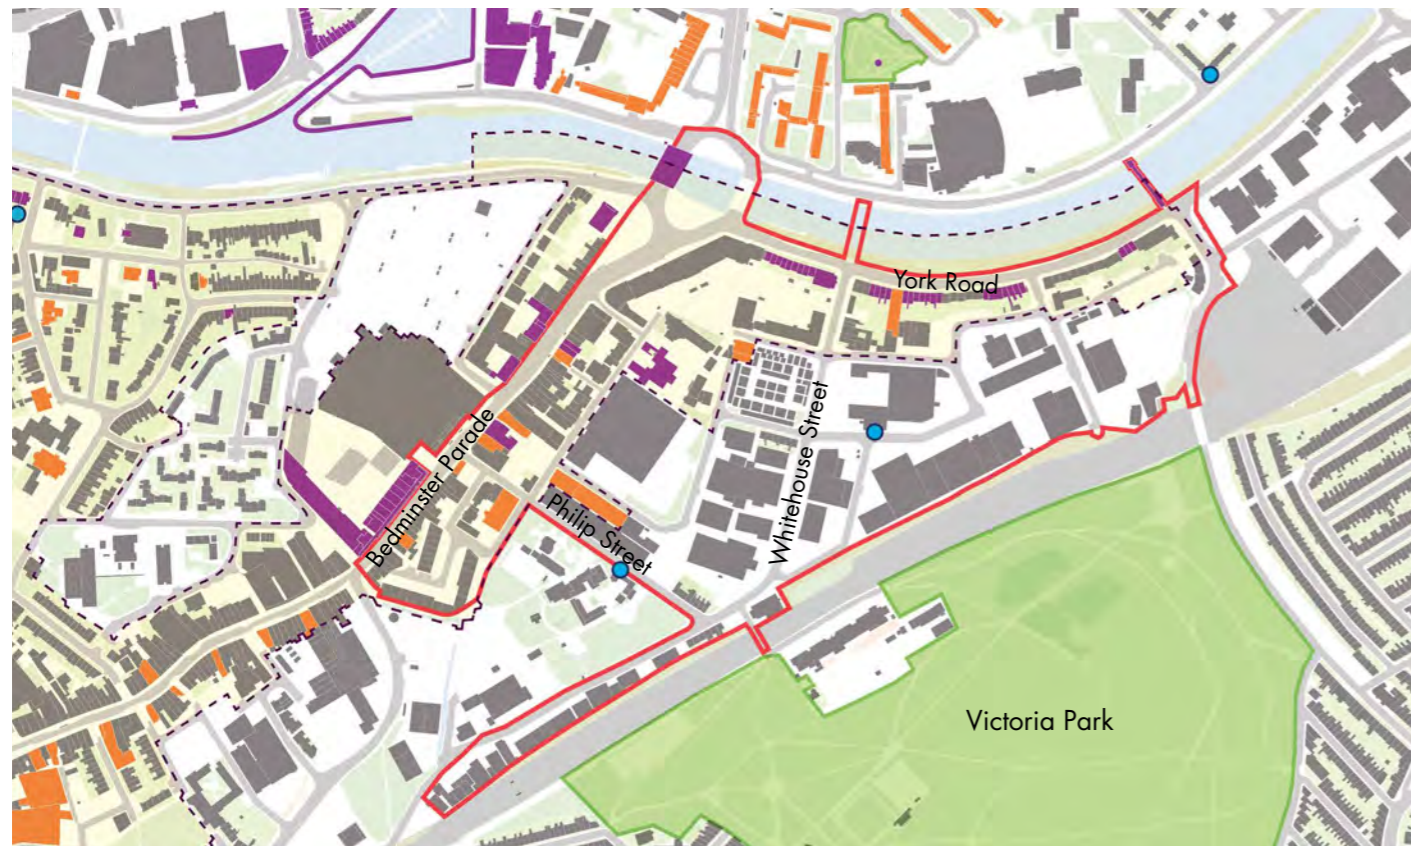 York Road
Bedminster Parade
Whitehouse Street
Philip Street
Victoria Park